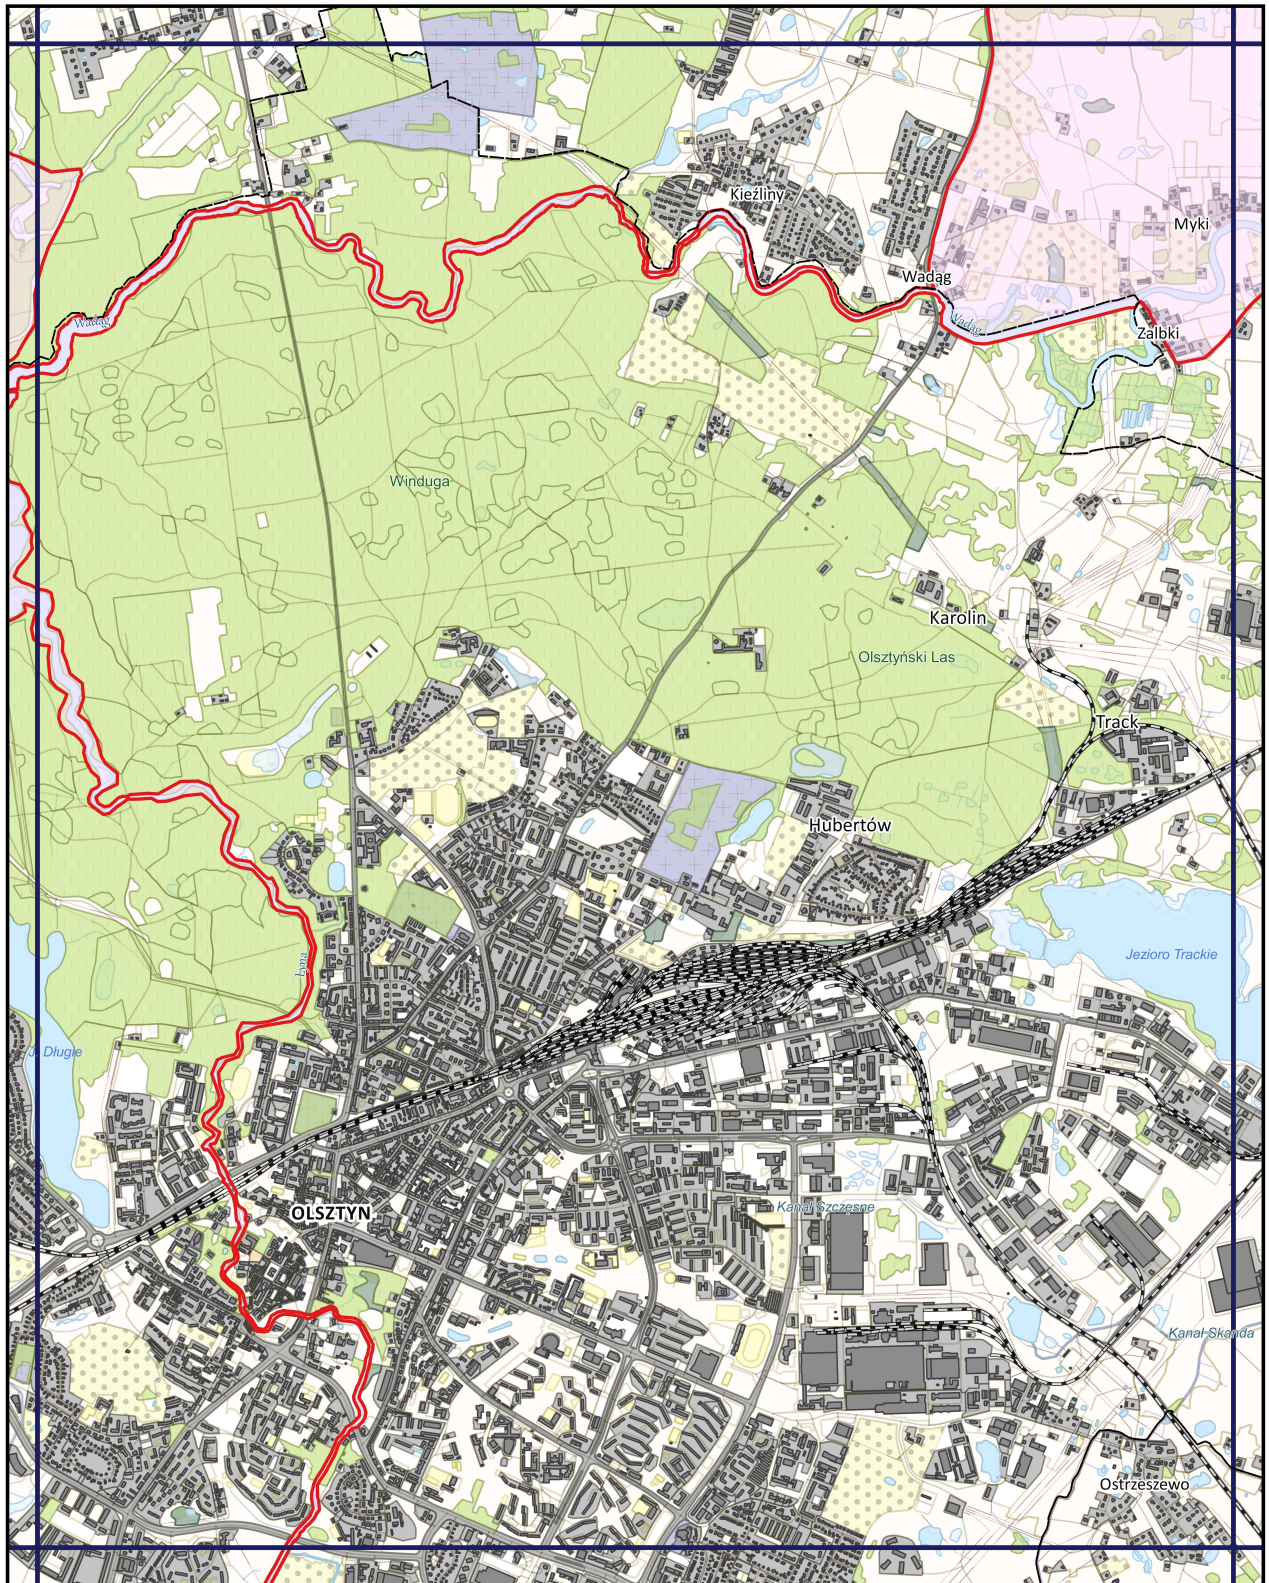 Kieźliny
Myki
Wadąg
Wadąg
Wadąg
Zalbki
Winduga
Karolin
Olsztyński Las
Track
Hubertów
Jezioro Trackie
Łyna
J. Długie
OLSZTYN
Kanał Szczęsne
Kanał Skanda
Ostrzeszewo